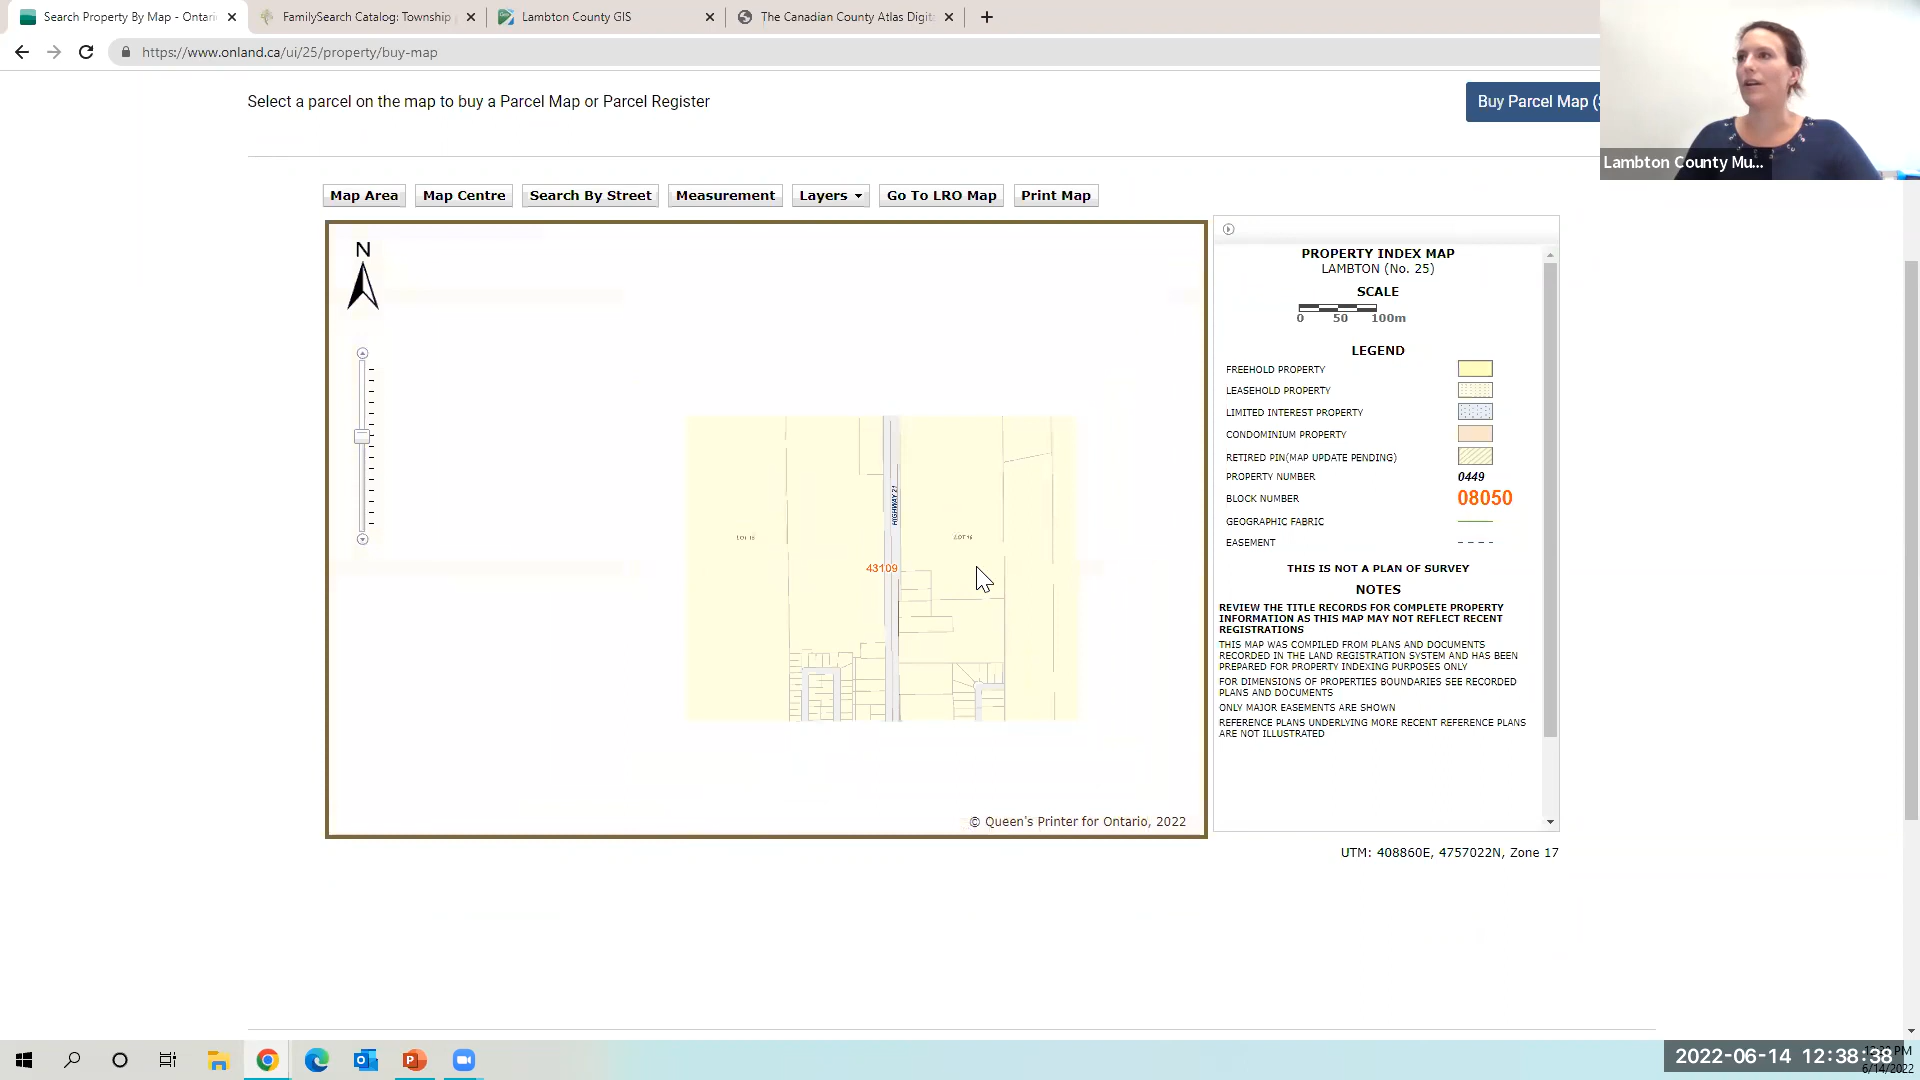 Search Property By Map - Ontari
FamilySearch Catalog: Township
Lambton County GIS
The Canadian County Atlas Digit
https://www.onland.ca/ui/25/property/buy-map
Select a parcel on the map to buy a Parcel Map or Parcel Register
Buy Parcel Map (
Lambton County Mu...
Map Area
Map Centre
Search By Street
Measurement
Layers
Go To LRO Map
Print Map
N
HIGHWAY 21
LOT 16
43109
© Queen's Printer for Ontario, 2022
PROPERTY INDEX MAP
LAMBTON (No. 25)
SCALE
0 50 100m
LEGEND
FREEHOLD PROPERTY
LEASEHOLD PROPERTY
LIMITED INTEREST PROPERTY
CONDOMINIUM PROPERTY
RETIRED PIN(MAP UPDATE PENDING)
PROPERTY NUMBER 0449
BLOCK NUMBER 08050
GEOGRAPHIC FABRIC
EASEMENT
THIS IS NOT A PLAN OF SURVEY
NOTES
REVIEW THE TITLE RECORDS FOR COMPLETE PROPERTY
INFORMATION AS THIS MAP MAY NOT REFLECT RECENT
REGISTRATIONS
THIS MAP WAS COMPILED FROM PLANS AND DOCUMENTS
RECORDED IN THE LAND REGISTRATION SYSTEM AND HAS BEEN
PREPARED FOR PROPERTY INDEXING PURPOSES ONLY
FOR DIMENSIONS OF PROPERTIES BOUNDARIES SEE RECORDED
PLANS AND DOCUMENTS
ONLY MAJOR EASEMENTS ARE SHOWN
REFERENCE PLANS UNDERLYING MORE RECENT REFERENCE PLANS
ARE NOT ILLUSTRATED
UTM: 408860E, 4757022N, Zone 17
2022-06-14 12:38:38
PM
6/14/2022